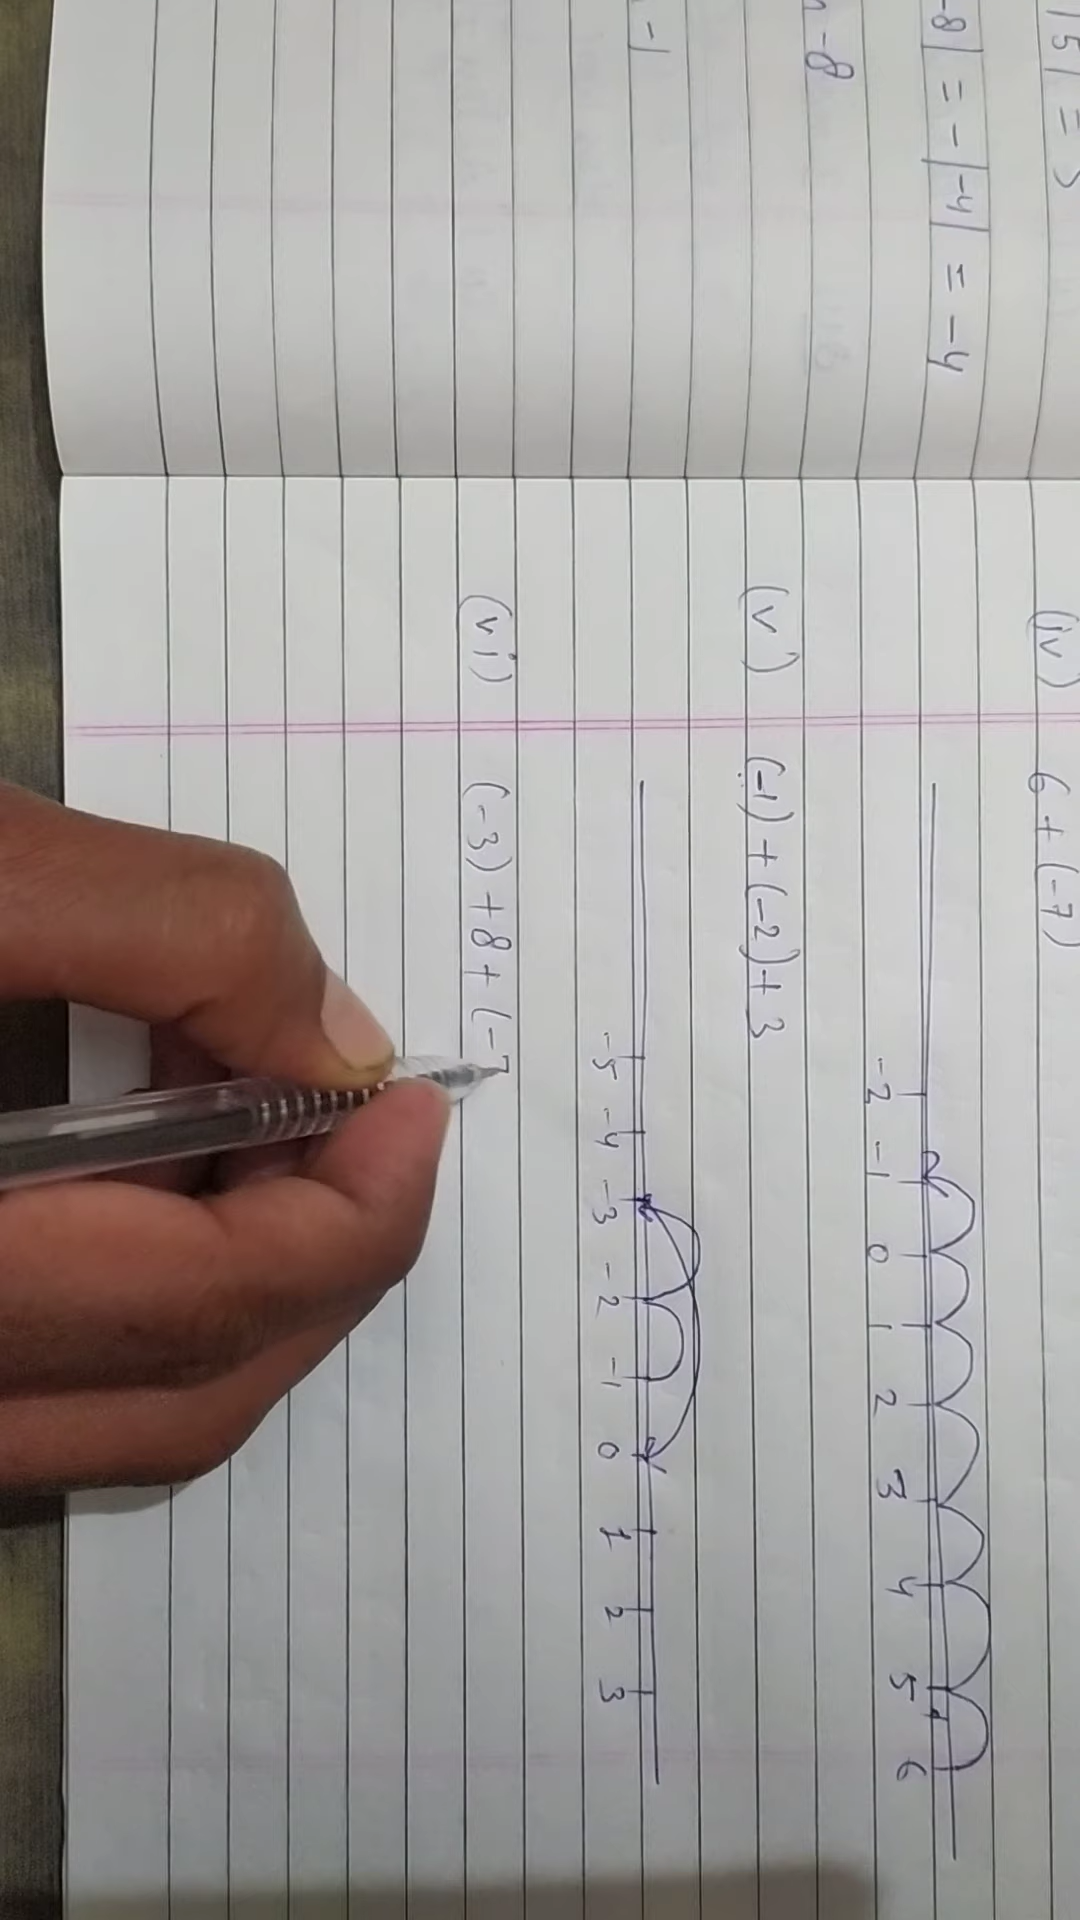 |5| = 5
-8| = -|-4| = -4
-8
-1
(iv) 6 + (-7)
-2 -1 0 1 2 3 4 5 6
(v) (-1) + (-2) + 3
-5 -4 -3 -2 -1 0 1 2 3
(vi) (-3) + 8 + (-7